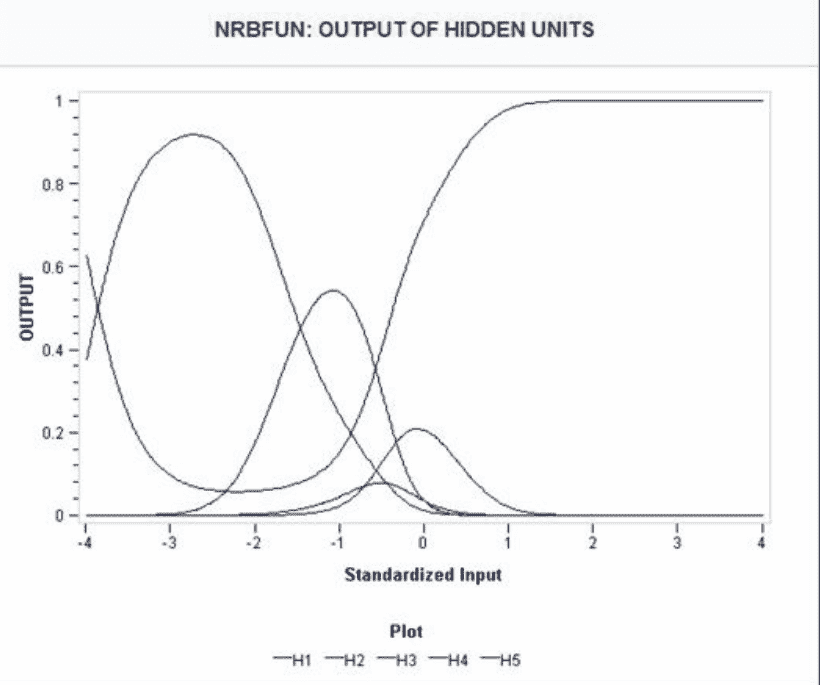 NRBFUN: OUTPUT OF HIDDEN UNITS
1
0.8
0.6
0.4
0.2
0
OUTPUT
-4 -3 -2 -1 0 1 2 3 4
Standardized Input
Plot
H1 H2 H3 H4 H5